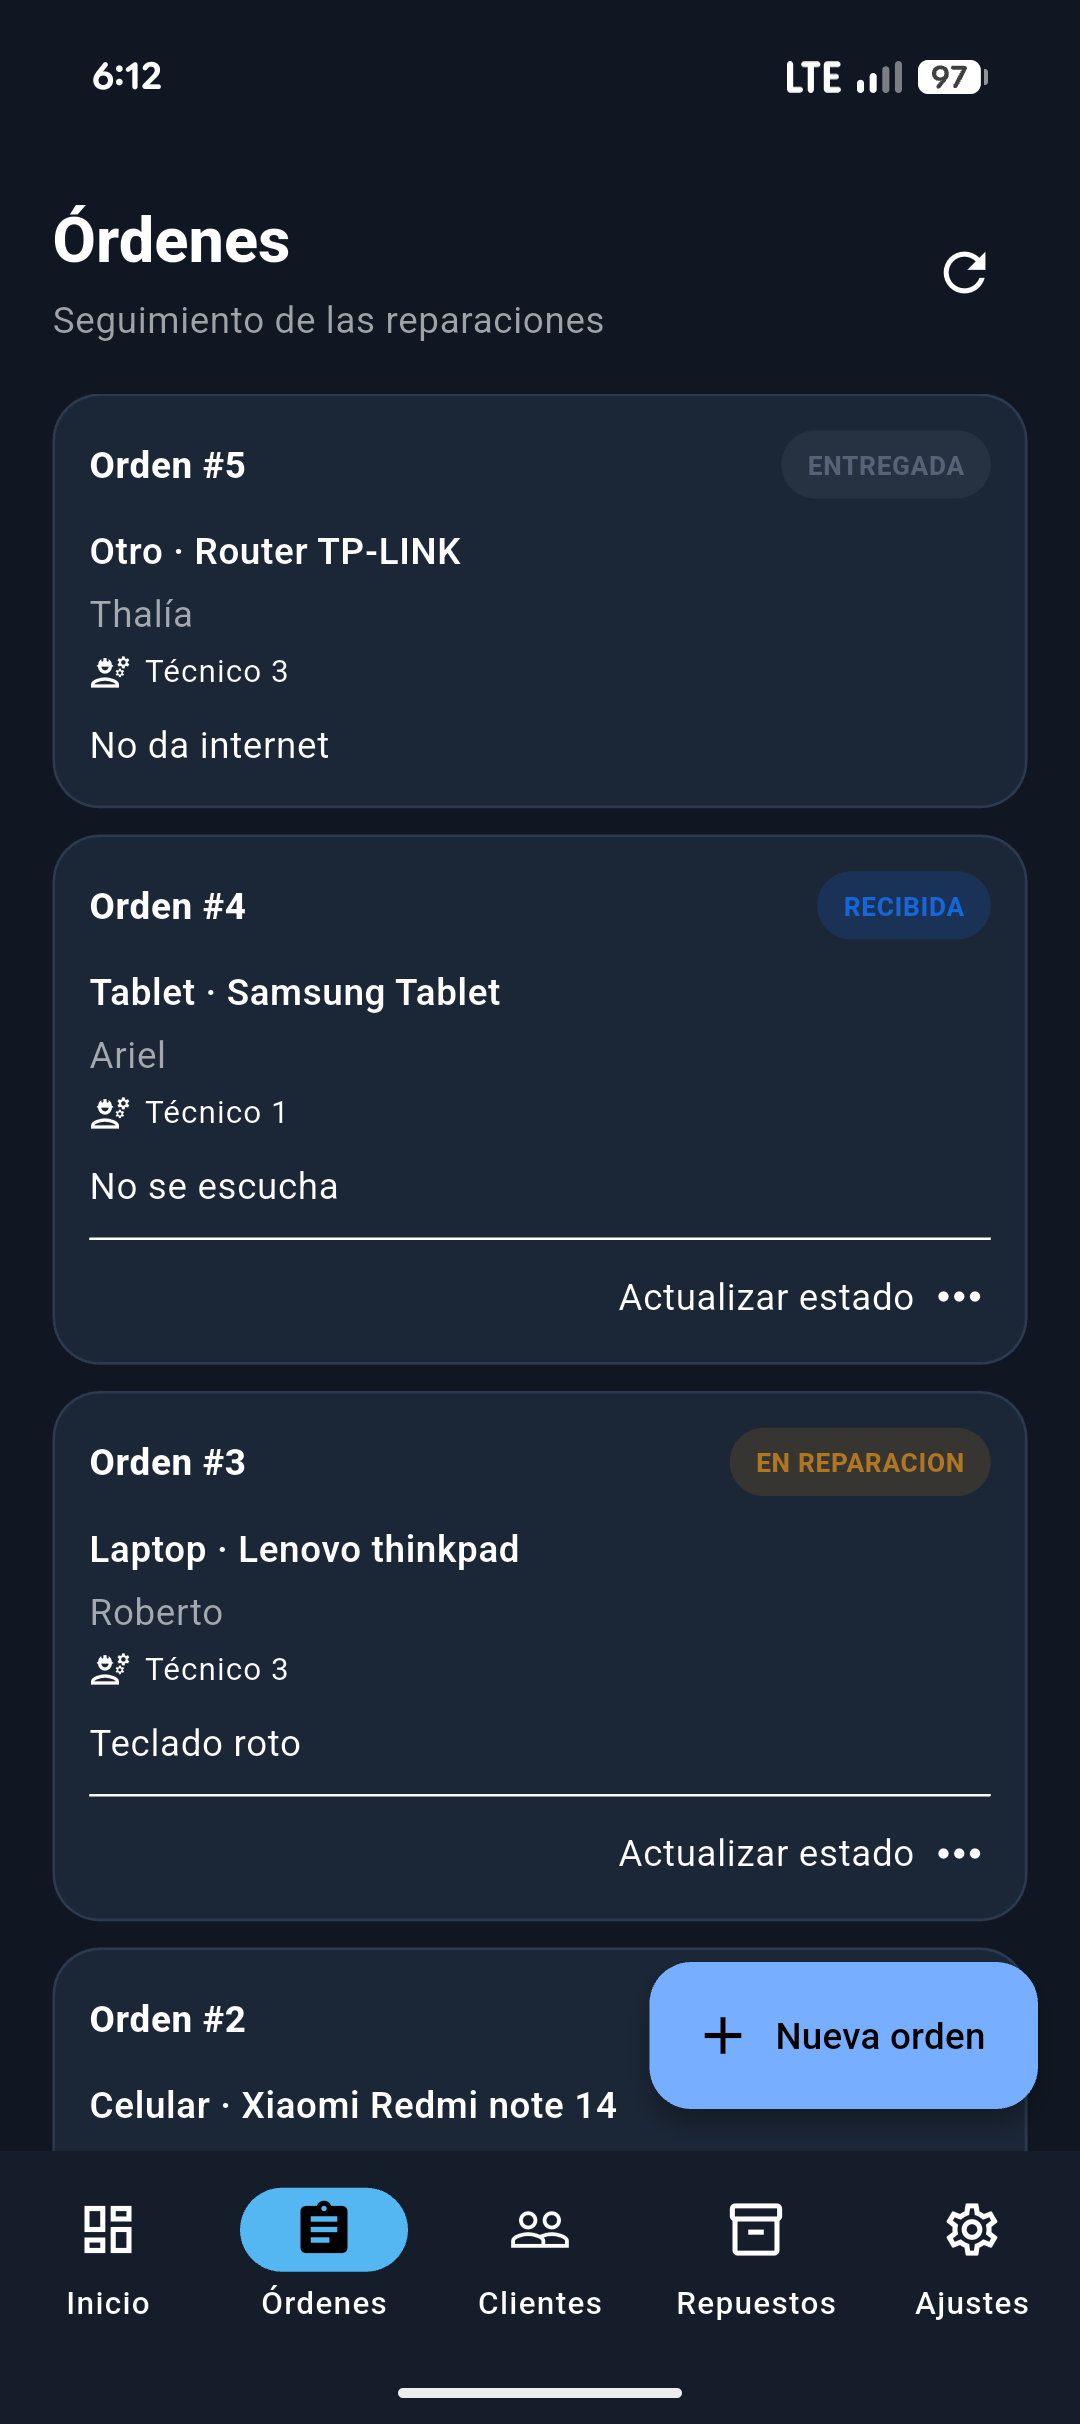 6:12
LTE
97
Órdenes
Seguimiento de las reparaciones
Orden #5
ENTREGADA
Otro · Router TP-LINK
Thalía
Técnico 3
No da internet
Orden #4
RECIBIDA
Tablet · Samsung Tablet
Ariel
Técnico 1
No se escucha
Actualizar estado
Orden #3
EN REPARACION
Laptop · Lenovo thinkpad
Roberto
Técnico 3
Teclado roto
Actualizar estado
Orden #2
Nueva orden
Celular · Xiaomi Redmi note 14
Inicio
Órdenes
Clientes
Repuestos
Ajustes